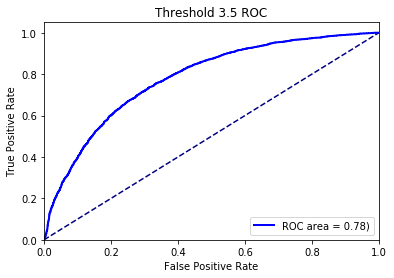 Threshold 3.5 ROC
True Positive Rate
1.0
0.8
0.6
0.4
0.2
0.0
ROC area = 0.78)
0.0 0.2 0.4 0.6 0.8 1.0
False Positive Rate